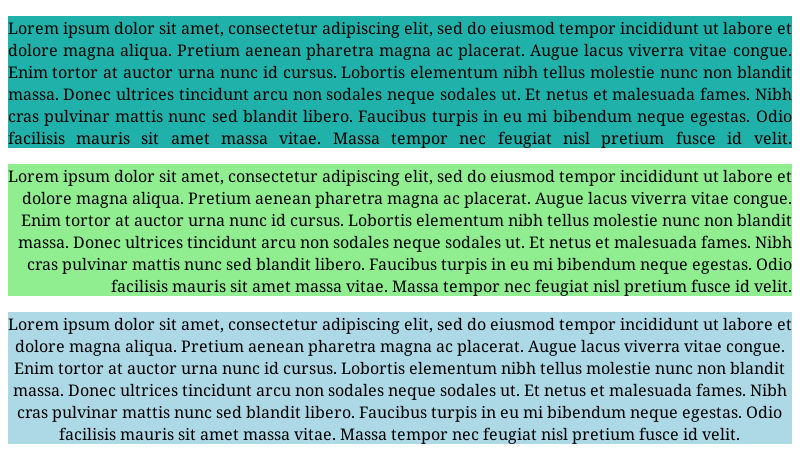 Lorem ipsum dolor sit amet, consectetur adipiscing elit, sed do eiusmod tempor incididunt ut labore et
dolore magna aliqua. Pretium aenean pharetra magna ac placerat. Augue lacus viverra vitae congue.
Enim tortor at auctor urna nunc id cursus. Lobortis elementum nibh tellus molestie nunc non blandit
massa. Donec ultrices tincidunt arcu non sodales neque sodales ut. Et netus et malesuada fames. Nibh
cras pulvinar mattis nunc sed blandit libero. Faucibus turpis in eu mi bibendum neque egestas. Odio
facilisis mauris sit amet massa vitae. Massa tempor nec feugiat nisl pretium fusce id velit.
Lorem ipsum dolor sit amet, consectetur adipiscing elit, sed do eiusmod tempor incididunt ut labore et
dolore magna aliqua. Pretium aenean pharetra magna ac placerat. Augue lacus viverra vitae congue.
Enim tortor at auctor urna nunc id cursus. Lobortis elementum nibh tellus molestie nunc non blandit
massa. Donec ultrices tincidunt arcu non sodales neque sodales ut. Et netus et malesuada fames. Nibh
cras pulvinar mattis nunc sed blandit libero. Faucibus turpis in eu mi bibendum neque egestas. Odio
facilisis mauris sit amet massa vitae. Massa tempor nec feugiat nisl pretium fusce id velit.
Lorem ipsum dolor sit amet, consectetur adipiscing elit, sed do eiusmod tempor incididunt ut labore et
dolore magna aliqua. Pretium aenean pharetra magna ac placerat. Augue lacus viverra vitae congue.
Enim tortor at auctor urna nunc id cursus. Lobortis elementum nibh tellus molestie nunc non blandit
massa. Donec ultrices tincidunt arcu non sodales neque sodales ut. Et netus et malesuada fames. Nibh
cras pulvinar mattis nunc sed blandit libero. Faucibus turpis in eu mi bibendum neque egestas. Odio
facilisis mauris sit amet massa vitae. Massa tempor nec feugiat nisl pretium fusce id velit.